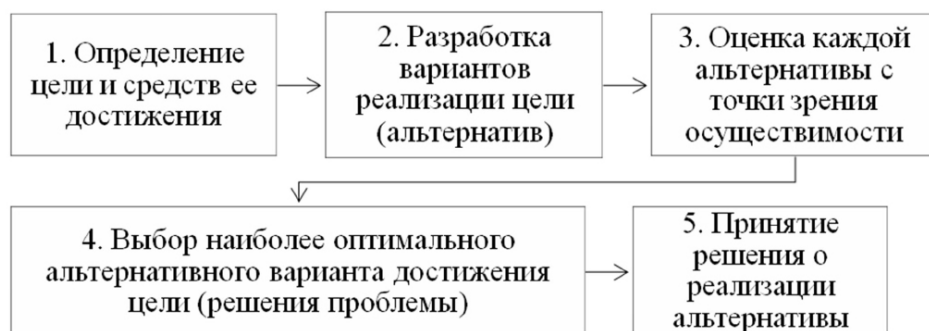 1. Определение
цели и средств ее
достижения
2. Разработка
вариантов
реализации цели
(альтернатив)
3. Оценка каждой
альтернативы с
точки зрения
осуществимости
4. Выбор наиболее оптимального
альтернативного варианта достижения
цели (решения проблемы)
5. Принятие
решения о
реализации
альтернативы